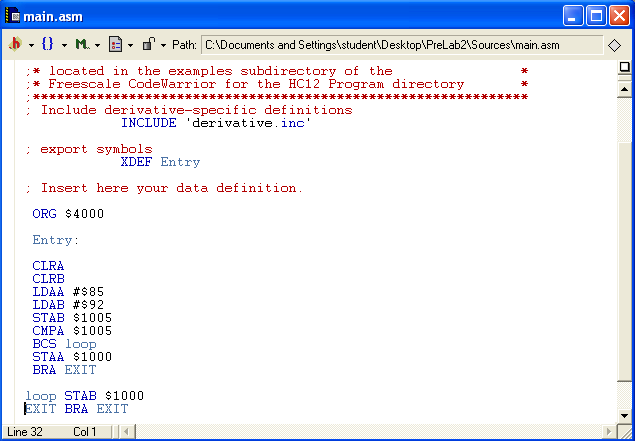 main.asm
Path: C:\Documents and Settings\student\Desktop\PreLab2\Sources\main.asm
;* located in the examples subdirectory of the *
;* Freescale CodeWarrior for the HC12 Program directory *
;***************************************************************
; Include derivative-specific definitions
INCLUDE 'derivative.inc'
; export symbols
XDEF Entry
; Insert here your data definition.
ORG $4000
Entry:
CLRA
CLRB
LDAA #$85
LDAB #$92
STAB $1005
CMPA $1005
BCS loop
STAA $1000
BRA EXIT
loop STAB $1000
EXIT BRA EXIT
Line 32 Col 1